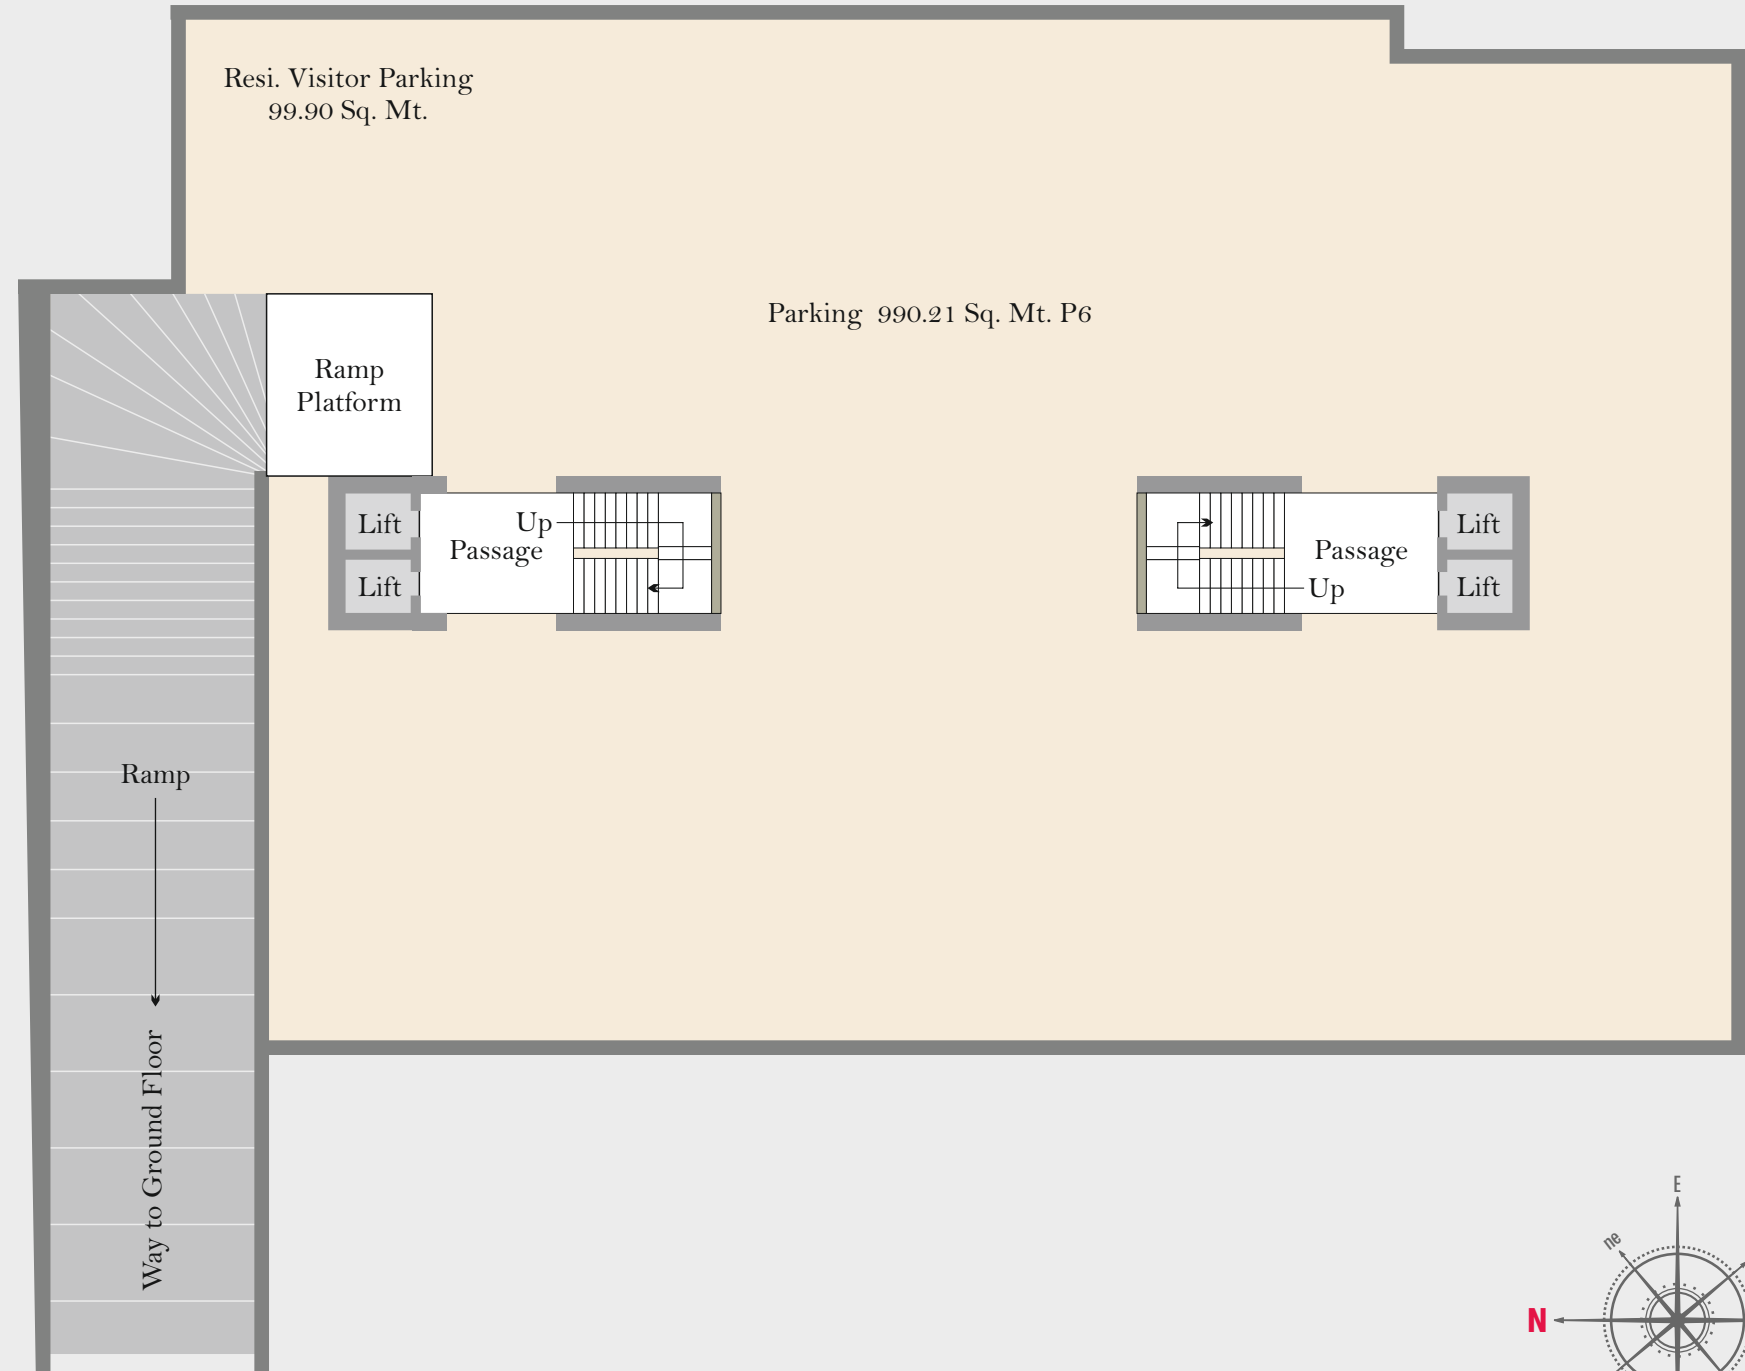 Resi. Visitor Parking
99.90 Sq. Mt.
Parking 990.21 Sq. Mt. P6
Ramp
Platform
Lift
Lift
Up
Passage
Passage
Up
Lift
Lift
Ramp
Way to Ground Floor
E
ne
N